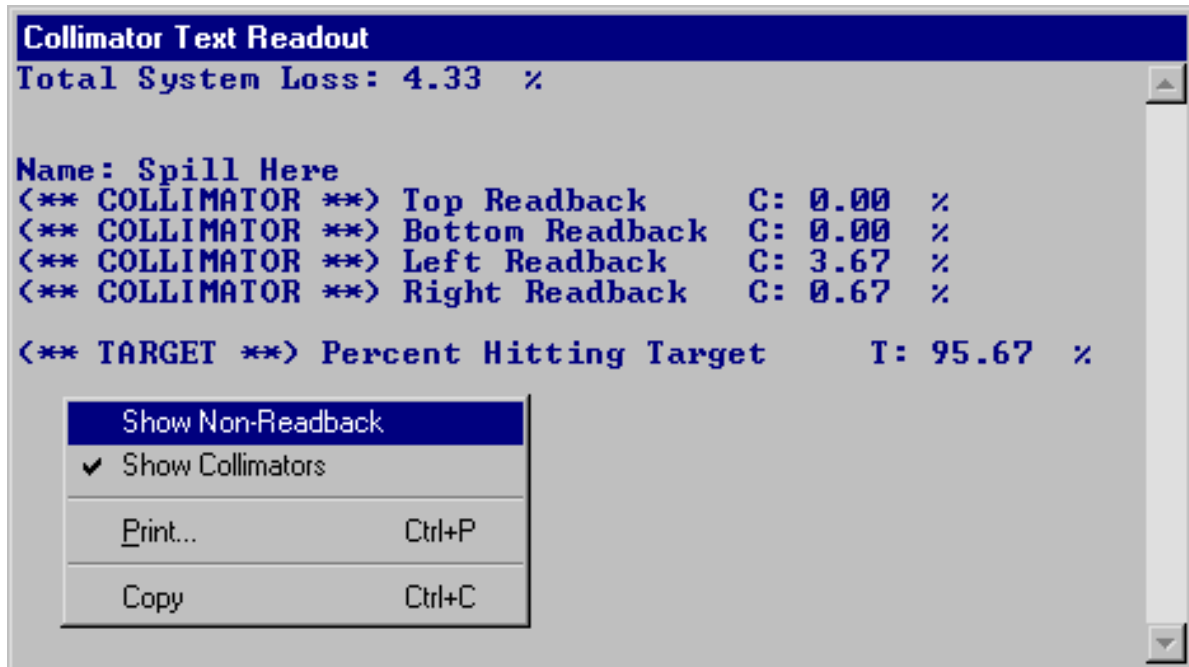 Collimator Text Readout
Total System Loss: 4.33 %
Name: Spill Here
(** COLLIMATOR **) Top Readback C: 0.00 %
(** COLLIMATOR **) Bottom Readback C: 0.00 %
(** COLLIMATOR **) Left Readback C: 3.67 %
(** COLLIMATOR **) Right Readback C: 0.67 %
(** TARGET **) Percent Hitting Target T: 95.67 %
Show Non-Readback
Show Collimators
Print... Ctrl+P
Copy Ctrl+C